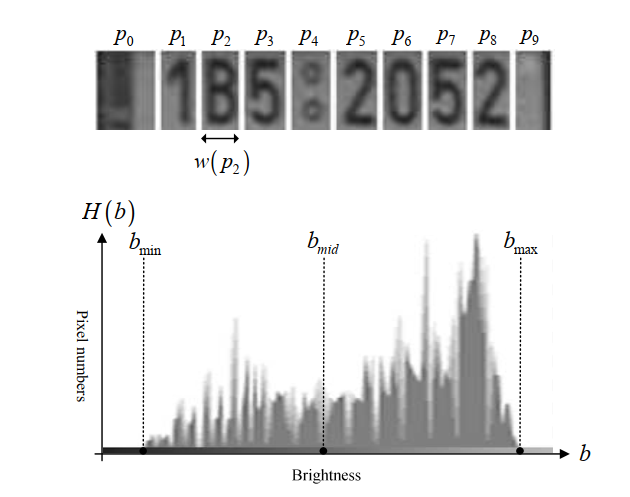 p0 p1 p2 p3 p4 p5 p6 p7 p8 p9
1B5:2052
w(p2)
H(b)
bmin bmid bmax
Pixel numbers
b
Brightness